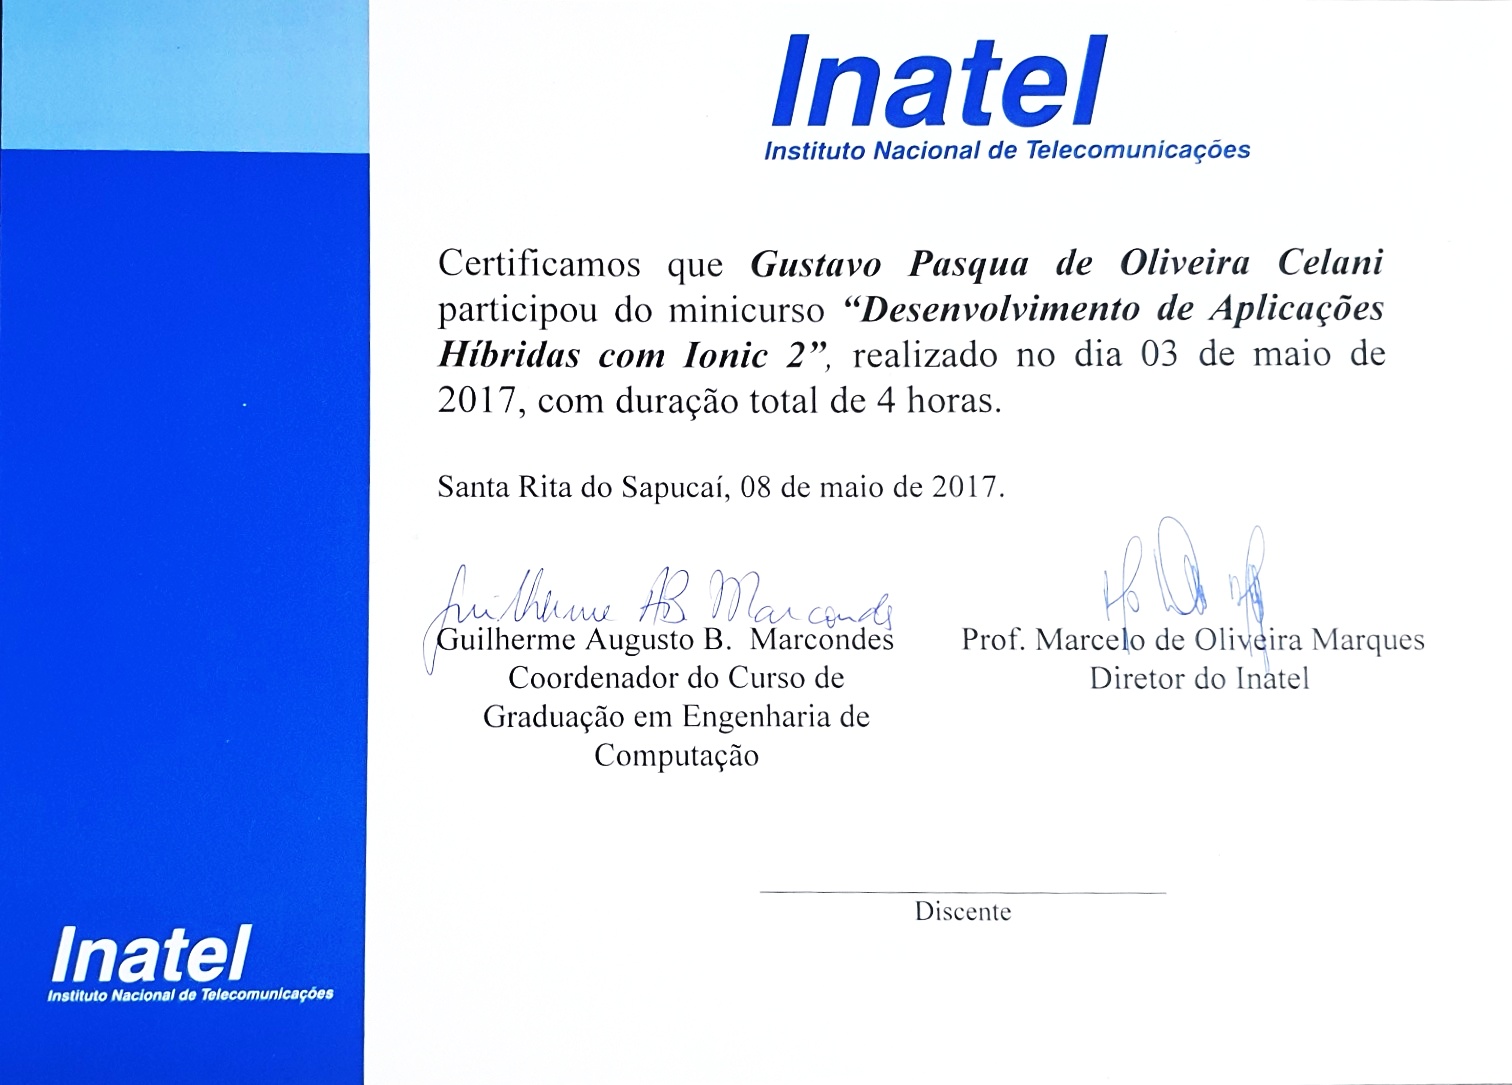 Inatel
Instituto Nacional de Telecomunicações
Certificamos que Gustavo Pasqua de Oliveira Celani
participou do minicurso “Desenvolvimento de Aplicações
Híbridas com Ionic 2”, realizado no dia 03 de maio de
2017, com duração total de 4 horas.
Santa Rita do Sapucaí, 08 de maio de 2017.
Guilherme AB Marcondes
Guilherme Augusto B. Marcondes
Coordenador do Curso de
Graduação em Engenharia de
Computação
Prof. Marcelo de Oliveira Marques
Diretor do Inatel
Discente
Inatel
Instituto Nacional de Telecomunicações